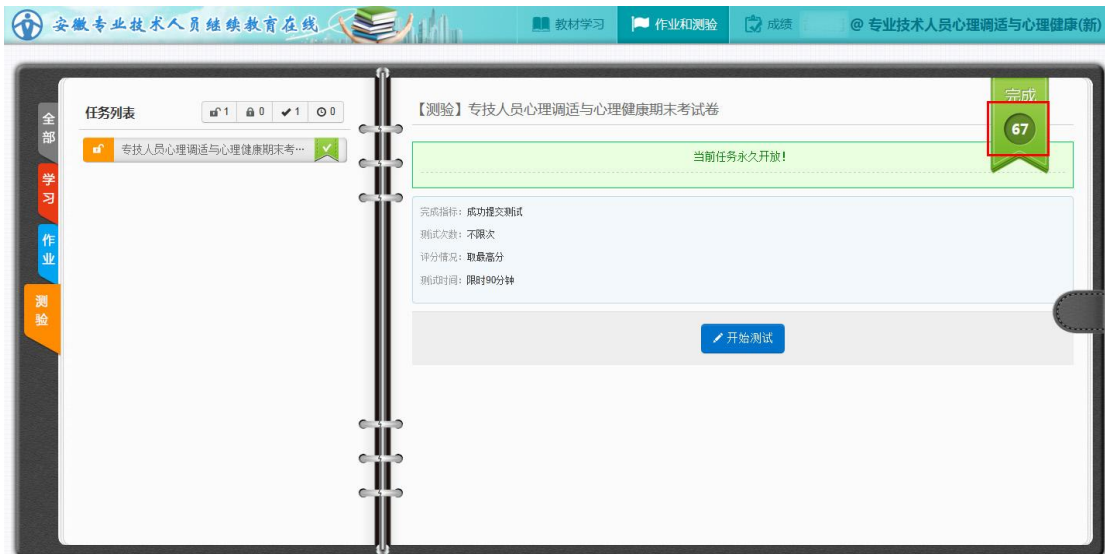 安徽专业技术人员继续教育在线
教材学习
作业和测验
成绩
@ 专业技术人员心理调适与心理健康(新)
全部
学习
作业
测验
任务列表
1 0 1 0
专技人员心理调适与心理健康期末考…
【测验】专技人员心理调适与心理健康期末考试卷
完成
67
当前任务永久开放!
完成指标: 成功提交测试
测试次数: 不限次
评分情况: 取最高分
测试时间: 限时90分钟
开始测试